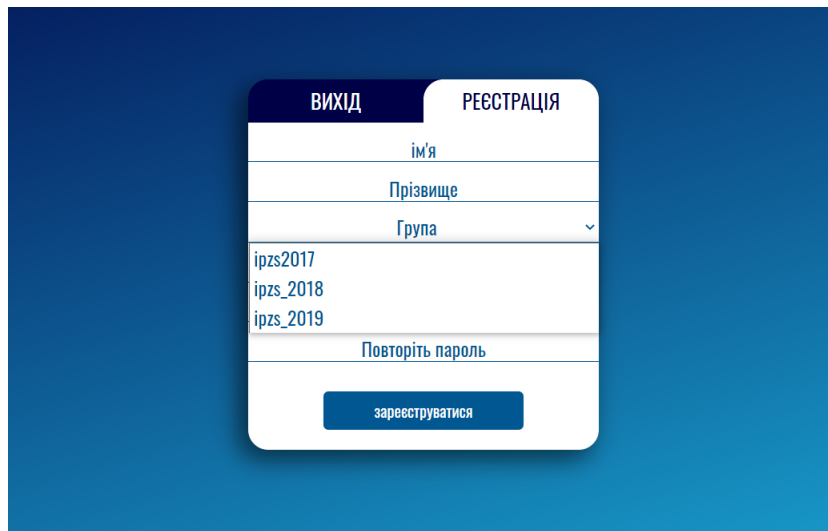 ВИХІД РЕЄСТРАЦІЯ
ім'я
Прізвище
Група
ipzs2017
ipzs_2018
ipzs_2019
Повторіть пароль
зареєструватися